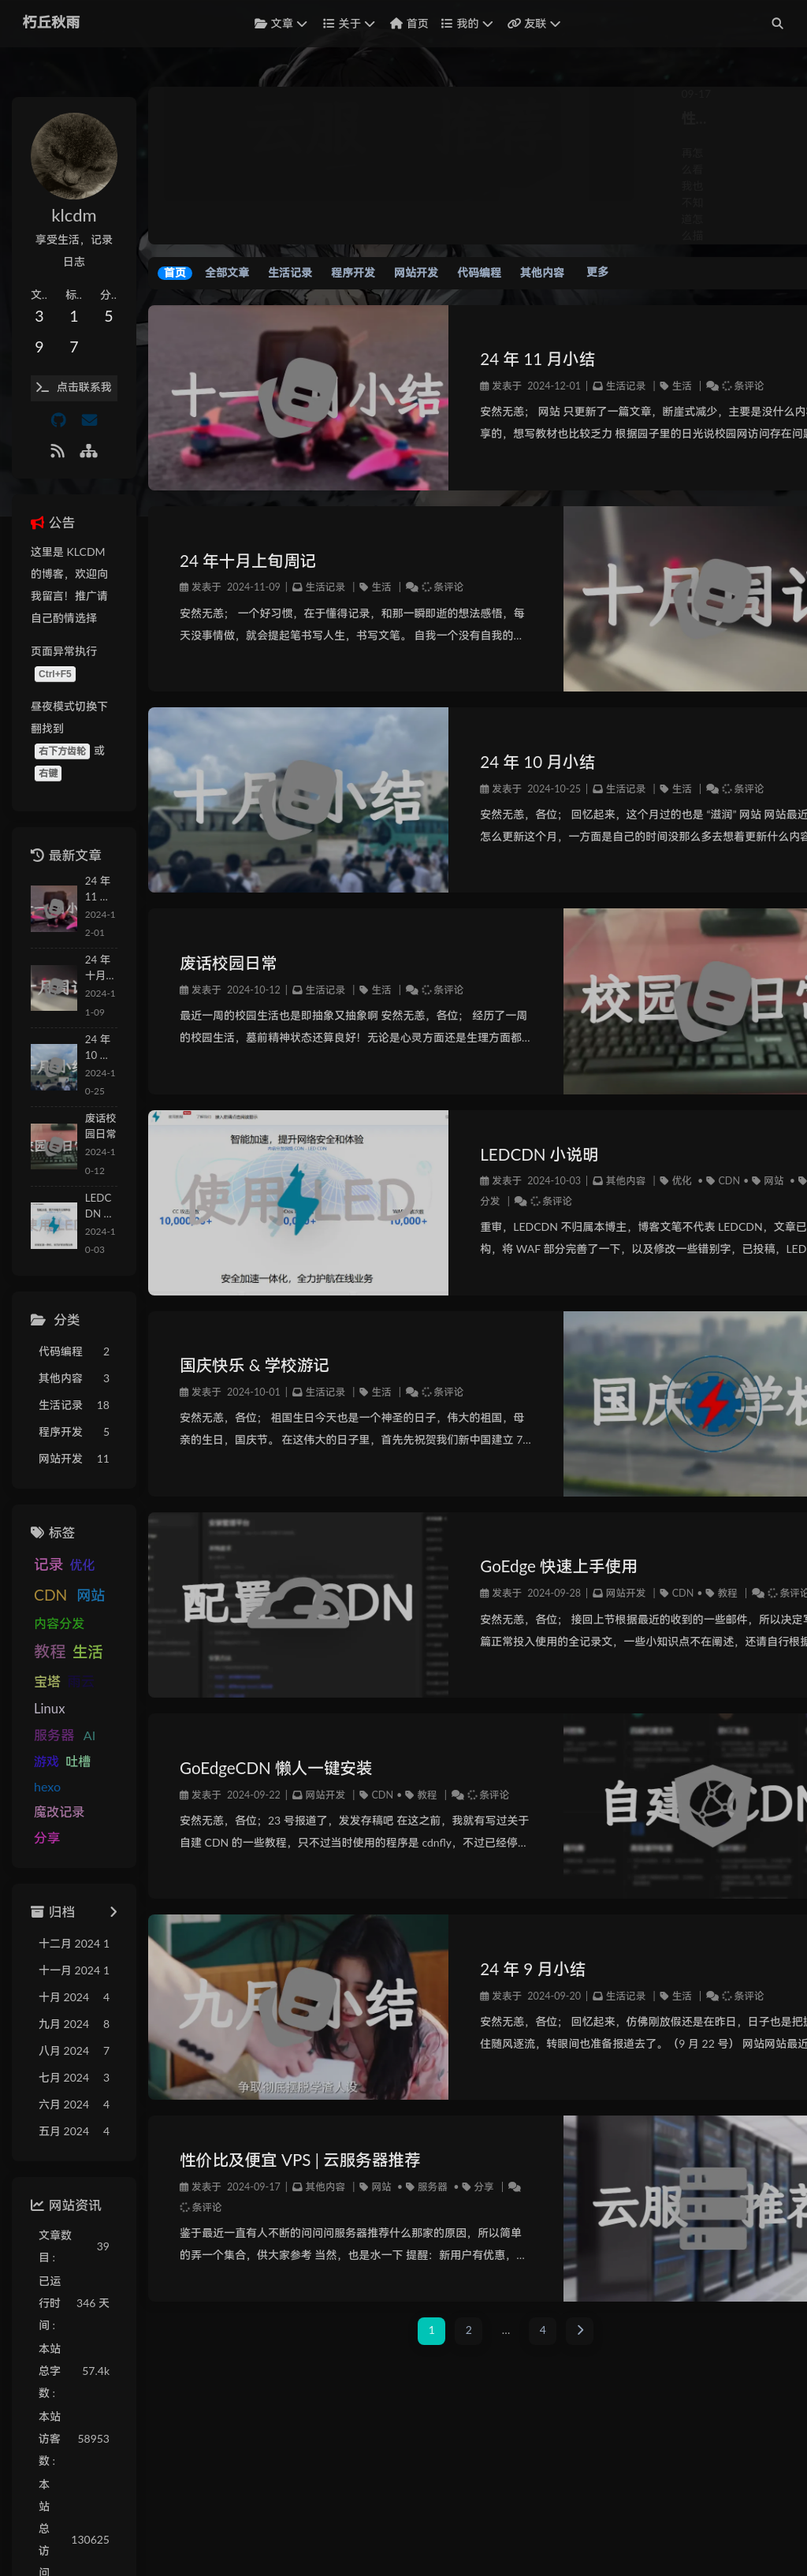 朽丘秋雨
文章
关于
首页
我的
友联
klcdm
享受生活，记录
日志
文..
标..
分..
3
9
1
7
5
点击联系我
公告
这里是 KLCDM
的博客，欢迎向
我留言！推广请
自己酌情选择
页面异常执行
Ctrl+F5
昼夜模式切换下
翻找到
右下方齿轮 或
右键
最新文章
24 年
11 ...
2024-1
2-01
24 年
十月...
2024-1
1-09
24 年
10 ...
2024-1
0-25
废话校
园日常
2024-1
0-12
LEDC
DN ...
2024-1
0-03
分类
代码编程 2
其他内容 3
生活记录 18
程序开发 5
网站开发 11
标签
记录 优化
CDN 网站
内容分发
教程 生活
宝塔
Linux
服务器 AI
游戏 吐槽
hexo
魔改记录
分享
归档
十二月 2024 1
十一月 2024 1
十月 2024 4
九月 2024 8
八月 2024 7
七月 2024 3
六月 2024 4
五月 2024 4
网站资讯
文章数
目 :
39
已运
行时
间 :
346 天
本站
总字
数 :
57.4k
本站
访客
数 :
58953
本
站
总
访
问
130625
09-17
性...
再怎
么看
我也
不知
道怎
么描
首页 全部文章 生活记录 程序开发 网站开发 代码编程 其他内容 更多
十一月小结
24 年 11 月小结
发表于 2024-12-01 | 生活记录 | 生活 | 条评论
安然无恙； 网站 只更新了一篇文章，断崖式减少，主要是没什么内
享的，想写教材也比较乏力 根据园子里的日光说校园网访问存在问
24 年十月上旬周记
发表于 2024-11-09 | 生活记录 | 生活 | 条评论
安然无恙； 一个好习惯，在于懂得记录，和那一瞬即逝的想法感悟，每
天没事情做，就会提起笔书写人生，书写文笔。 自我一个没有自我的...
十月周记
24 年 10 月小结
发表于 2024-10-25 | 生活记录 | 生活 | 条评论
安然无恙，各位； 回忆起来，这个月过的也是 “滋润” 网站 网站最近
怎么更新这个月，一方面是自己的时间没那么多去想着更新什么内容
十月小结
废话校园日常
发表于 2024-10-12 | 生活记录 | 生活 | 条评论
最近一周的校园生活也是即抽象又抽象啊 安然无恙，各位； 经历了一周
的校园生活，墓前精神状态还算良好！无论是心灵方面还是生理方面都...
校园日常
智能加速，提升网络安全和体验
使用 LED
10,000+
安全加速一体化，全力护航在线业务
LEDCDN 小说明
发表于 2024-10-03 | 其他内容 | 优化 • CDN • 网站 •
分发 | 条评论
重审，LEDCDN 不归属本博主，博客文笔不代表 LEDCDN，文章已
构，将 WAF 部分完善了一下，以及修改一些错别字，已投稿，LED
国庆快乐 & 学校游记
发表于 2024-10-01 | 生活记录 | 生活 | 条评论
安然无恙，各位； 祖国生日今天也是一个神圣的日子，伟大的祖国，母
亲的生日，国庆节。 在这伟大的日子里，首先先祝贺我们新中国建立 7...
国庆 学校
配置 CDN
GoEdge 快速上手使用
发表于 2024-09-28 | 网站开发 | CDN • 教程 | 条评论
安然无恙，各位； 接回上节根据最近的收到的一些邮件，所以决定写
篇正常投入使用的全记录文，一些小知识点不在阐述，还请自行根据
GoEdgeCDN 懒人一键安装
发表于 2024-09-22 | 网站开发 | CDN • 教程 | 条评论
安然无恙，各位；23 号报道了，发发存稿吧 在这之前，我就有写过关于
自建 CDN 的一些教程，只不过当时使用的程序是 cdnfly，不过已经停...
自建 CDN
九月小结
争取彻底摆脱学渣人设
24 年 9 月小结
发表于 2024-09-20 | 生活记录 | 生活 | 条评论
安然无恙，各位； 回忆起来，仿佛刚放假还是在昨日，日子也是把握
住随风逐流，转眼间也准备报道去了。（9 月 22 号） 网站网站最近
性价比及便宜 VPS | 云服务器推荐
发表于 2024-09-17 | 其他内容 | 网站 • 服务器 • 分享 |
条评论
鉴于最近一直有人不断的问问问服务器推荐什么那家的原因，所以简单
的弄一个集合，供大家参考 当然，也是水一下 提醒：新用户有优惠，...
云服 推荐
1 2 ... 4